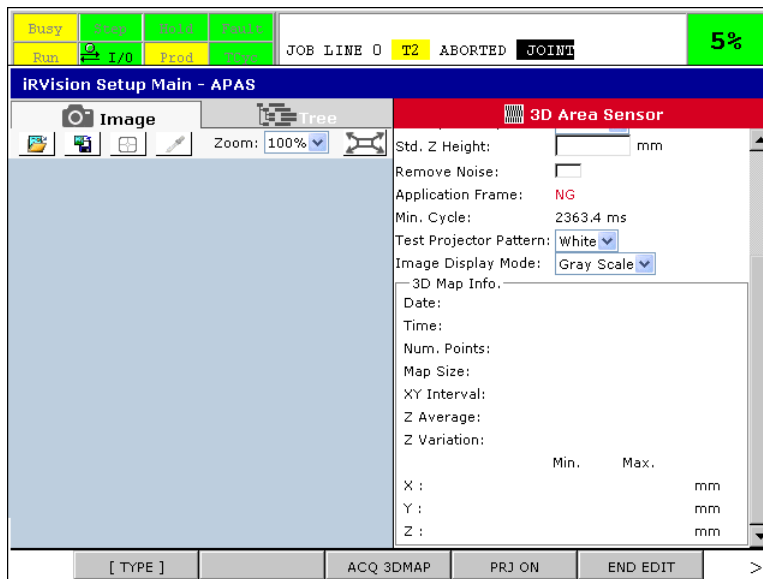 Busy Step Hold Fault
Run I/O Prod TCyc
JOB LINE 0 T2 ABORTED JOINT
5%
iRVision Setup Main - APAS
Image Tree
3D Area Sensor
Zoom: 100%
Std. Z Height: mm
Remove Noise:
Application Frame: NG
Min. Cycle: 2363.4 ms
Test Projector Pattern: White
Image Display Mode: Gray Scale
3D Map Info.
Date:
Time:
Num. Points:
Map Size:
XY Interval:
Z Average:
Z Variation:
Min. Max.
X : mm
Y : mm
Z : mm
[ TYPE ] ACQ 3DMAP PRJ ON END EDIT >